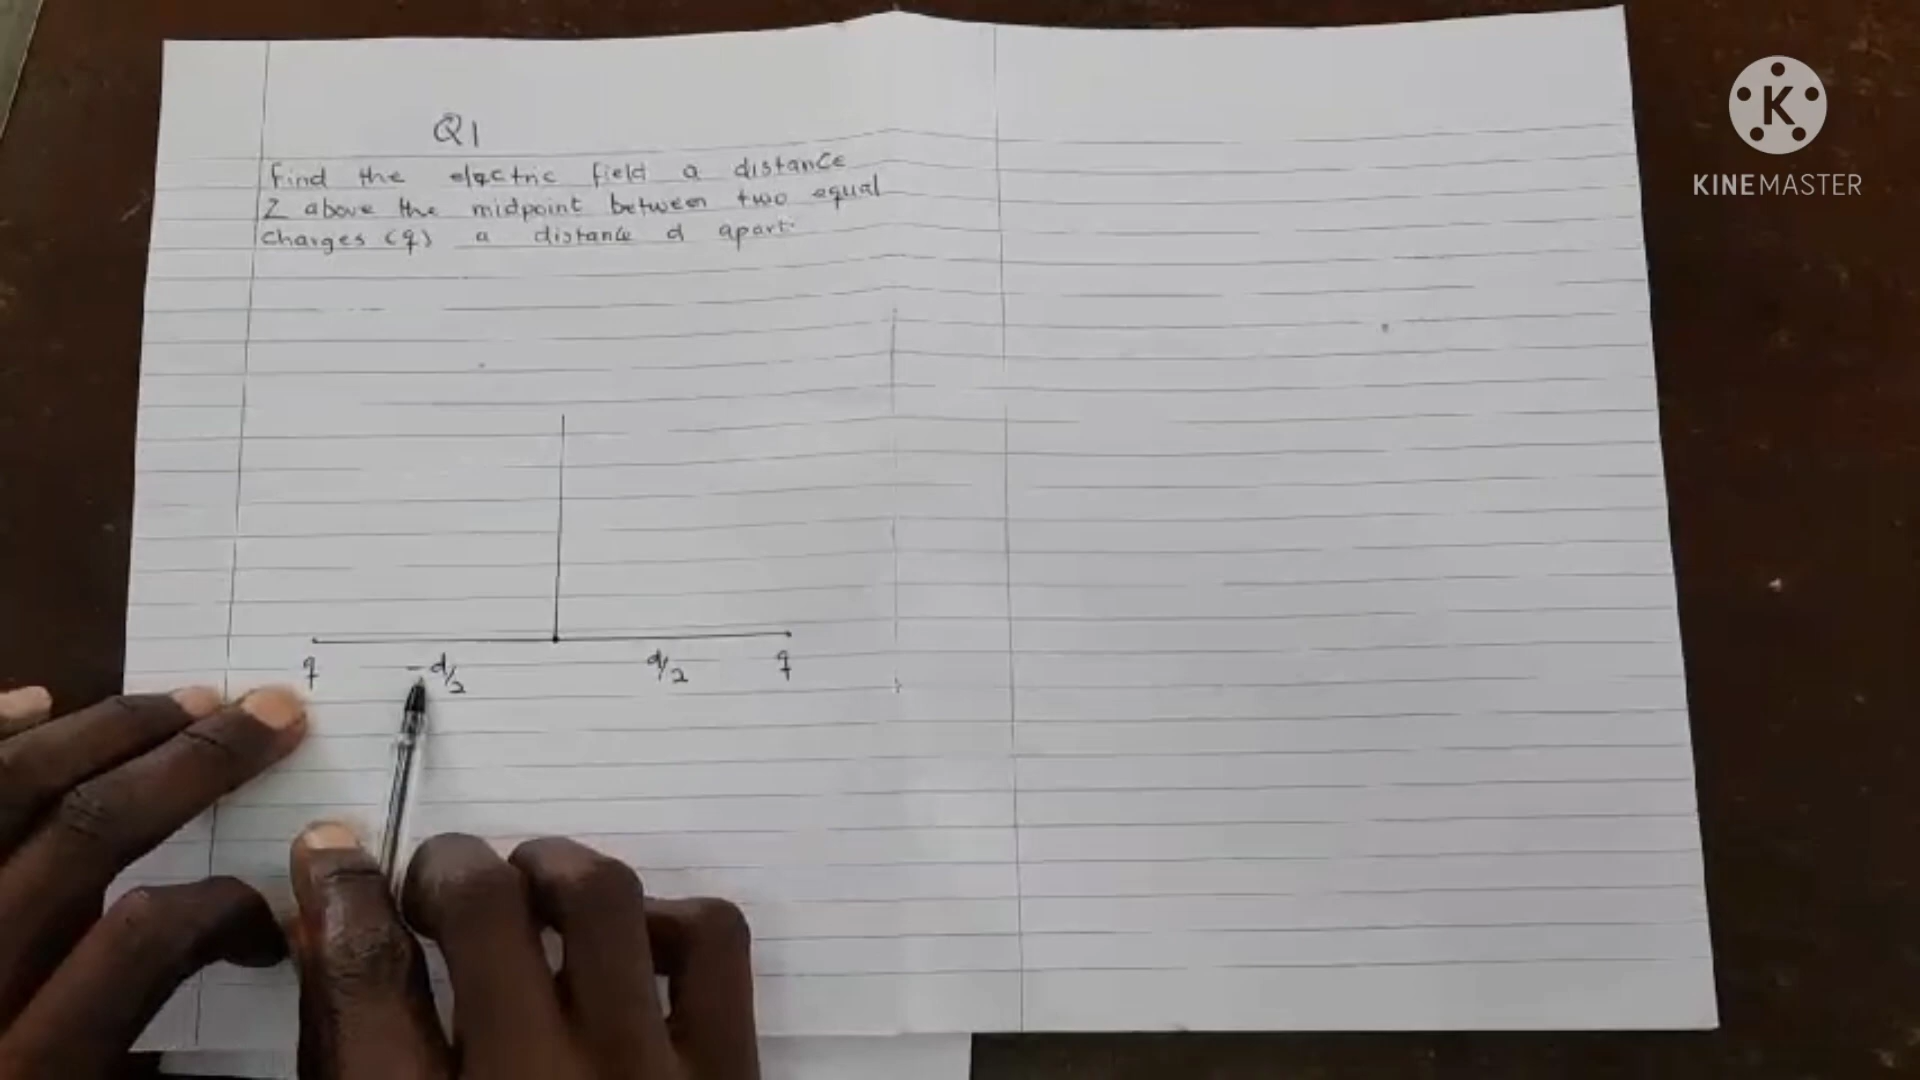 Q1
Find the electric field a distance
Z above the midpoint between two equal
charges (q) a distance d apart.
q -d/2 d/2 q
K
KINEMASTER